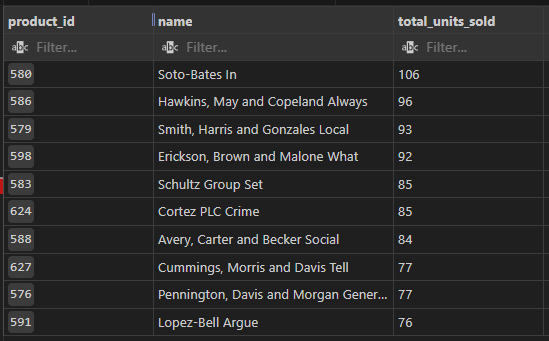 product_id name total_units_sold
abc Filter... abc Filter... abc Filter...
580 Soto-Bates In 106
586 Hawkins, May and Copeland Always 96
579 Smith, Harris and Gonzales Local 93
598 Erickson, Brown and Malone What 92
583 Schultz Group Set 85
624 Cortez PLC Crime 85
588 Avery, Carter and Becker Social 84
627 Cummings, Morris and Davis Tell 77
576 Pennington, Davis and Morgan Gener... 77
591 Lopez-Bell Argue 76